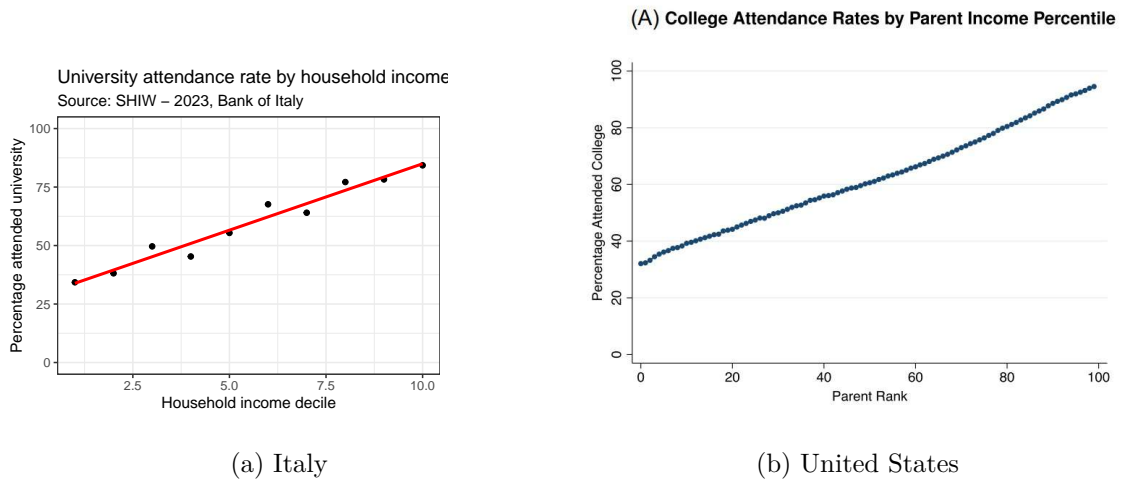 University attendance rate by household income
Source: SHIW − 2023, Bank of Italy
Percentage attended university
100
75
50
25
0
2.5 5.0 7.5 10.0
Household income decile
(a) Italy
(A) College Attendance Rates by Parent Income Percentile
Percentage Attended College
100
80
60
40
20
0
0 20 40 60 80 100
Parent Rank
(b) United States